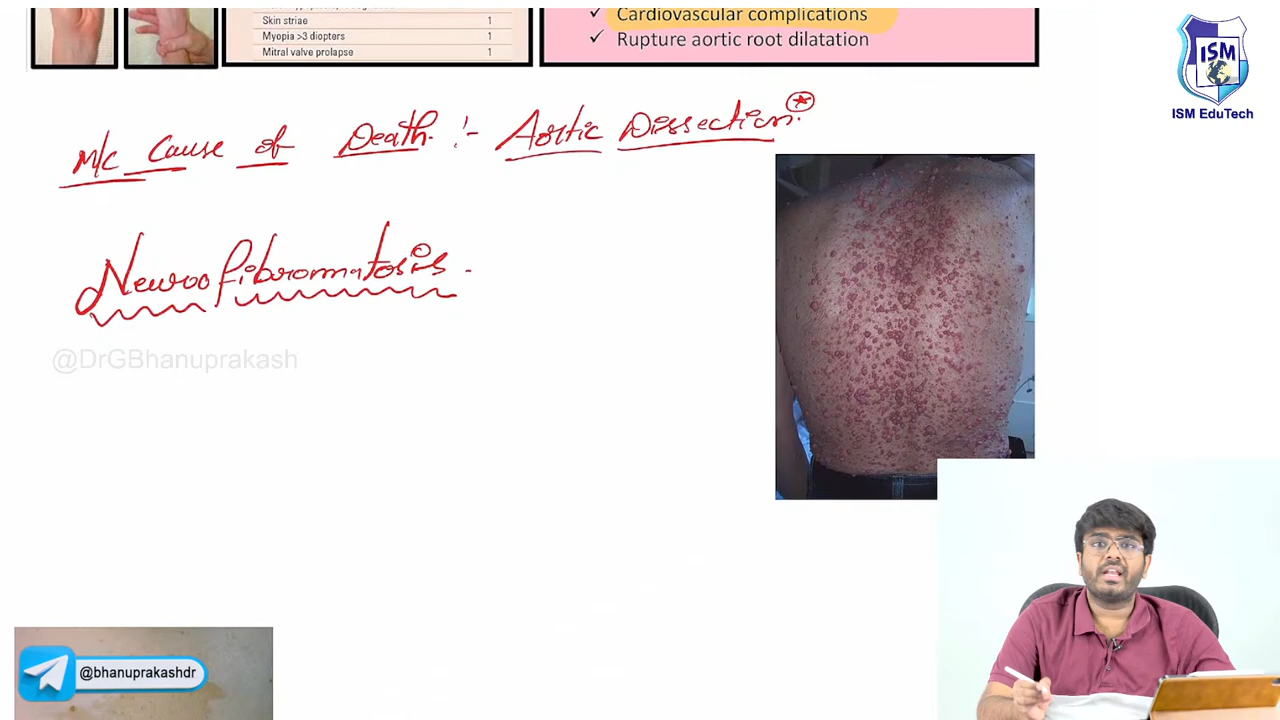 Skin striae 1
Myopia >3 diopters 1
Mitral valve prolapse 1
✓ Cardiovascular complications
✓ Rupture aortic root dilatation
ISM
ISM EduTech
M/C Cause of Death :- Aortic Dissection.
Neurofibromatosis.
@DrGBhanuprakash
@bhanuprakashdr